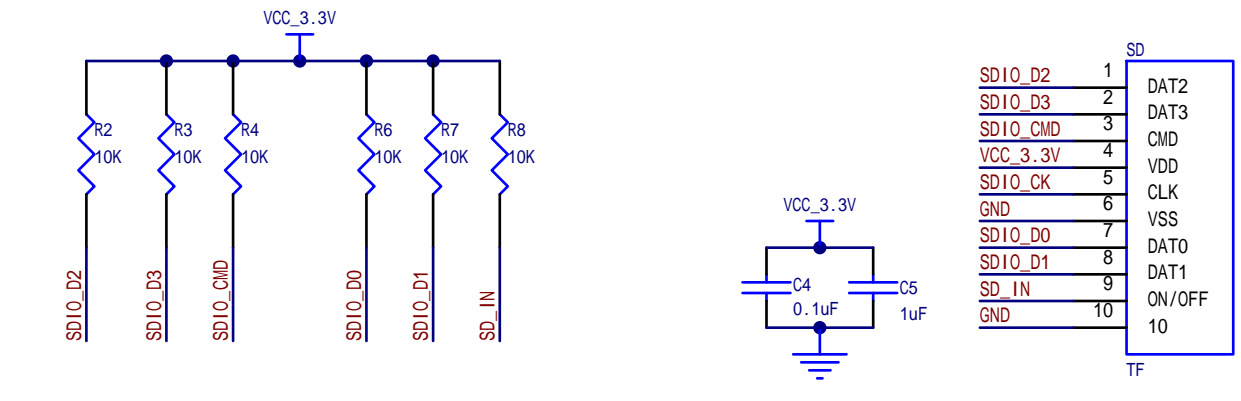 VCC_3.3V
R2
10K
R3
10K
R4
10K
R6
10K
R7
10K
R8
10K
SDIO_D2
SDIO_D3
SDIO_CMD
SDIO_D0
SDIO_D1
SD_IN
VCC_3.3V
C4
0.1uF
C5
1uF
SD
SDIO_D2 1 DAT2
SDIO_D3 2 DAT3
SDIO_CMD 3 CMD
VCC_3.3V 4 VDD
SDIO_CK 5 CLK
GND 6 VSS
SDIO_D0 7 DAT0
SDIO_D1 8 DAT1
SD_IN 9 ON/OFF
GND 10 10
TF